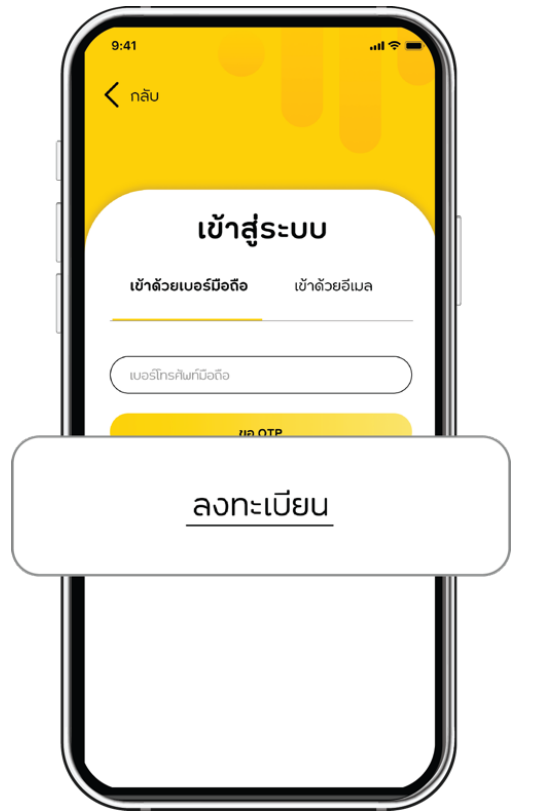 9:41
กลับ
เข้าสู่ระบบ
เข้าด้วยเบอร์มือถือ เข้าด้วยอีเมล
เบอร์โทรศัพท์มือถือ
ขอ OTP
ลงทะเบียน